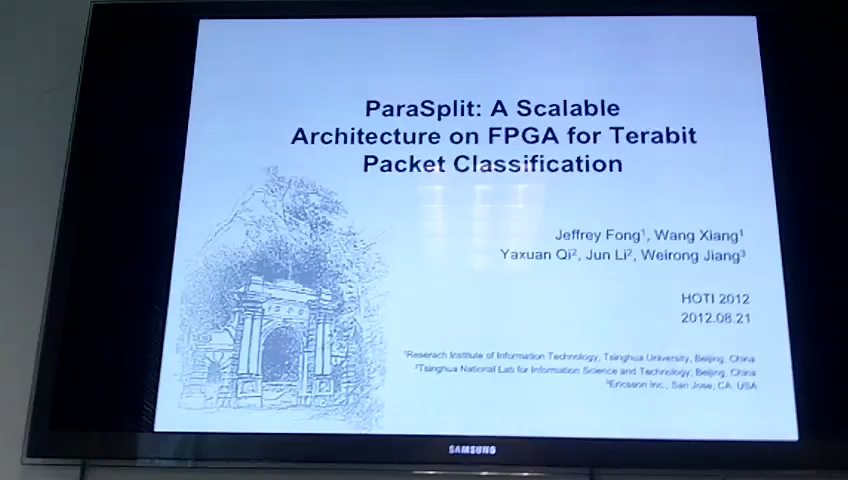 ParaSplit: A Scalable
Architecture on FPGA for Terabit
Packet Classification
Jeffrey Fong¹, Wang Xiang¹
Yaxuan Qi², Jun Li², Weirong Jiang³
HOTI 2012
2012.08.21
¹Reserach Institute of Information Technology, Tsinghua University, Beijing, China
²Tsinghua National Lab for Information Science and Technology, Beijing, China
³Ericsson Inc., San Jose, CA, USA
SAMSUNG